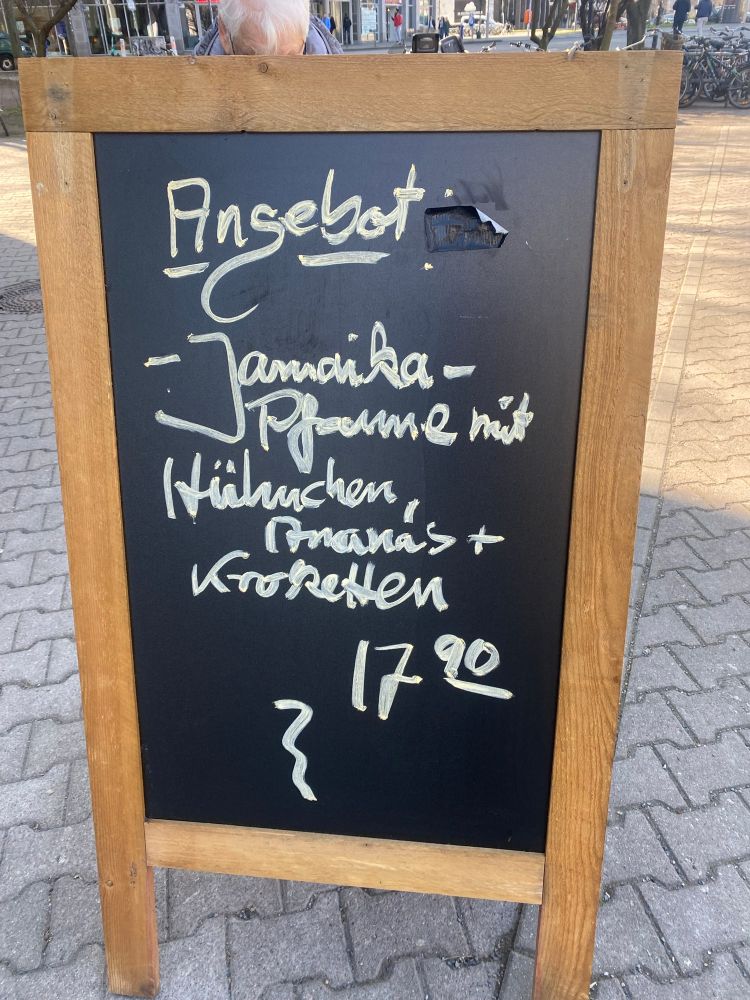 Angebot
- Jamaika-
Pfanne mit
Hühnchen,
Ananas +
Kroketten
17 90